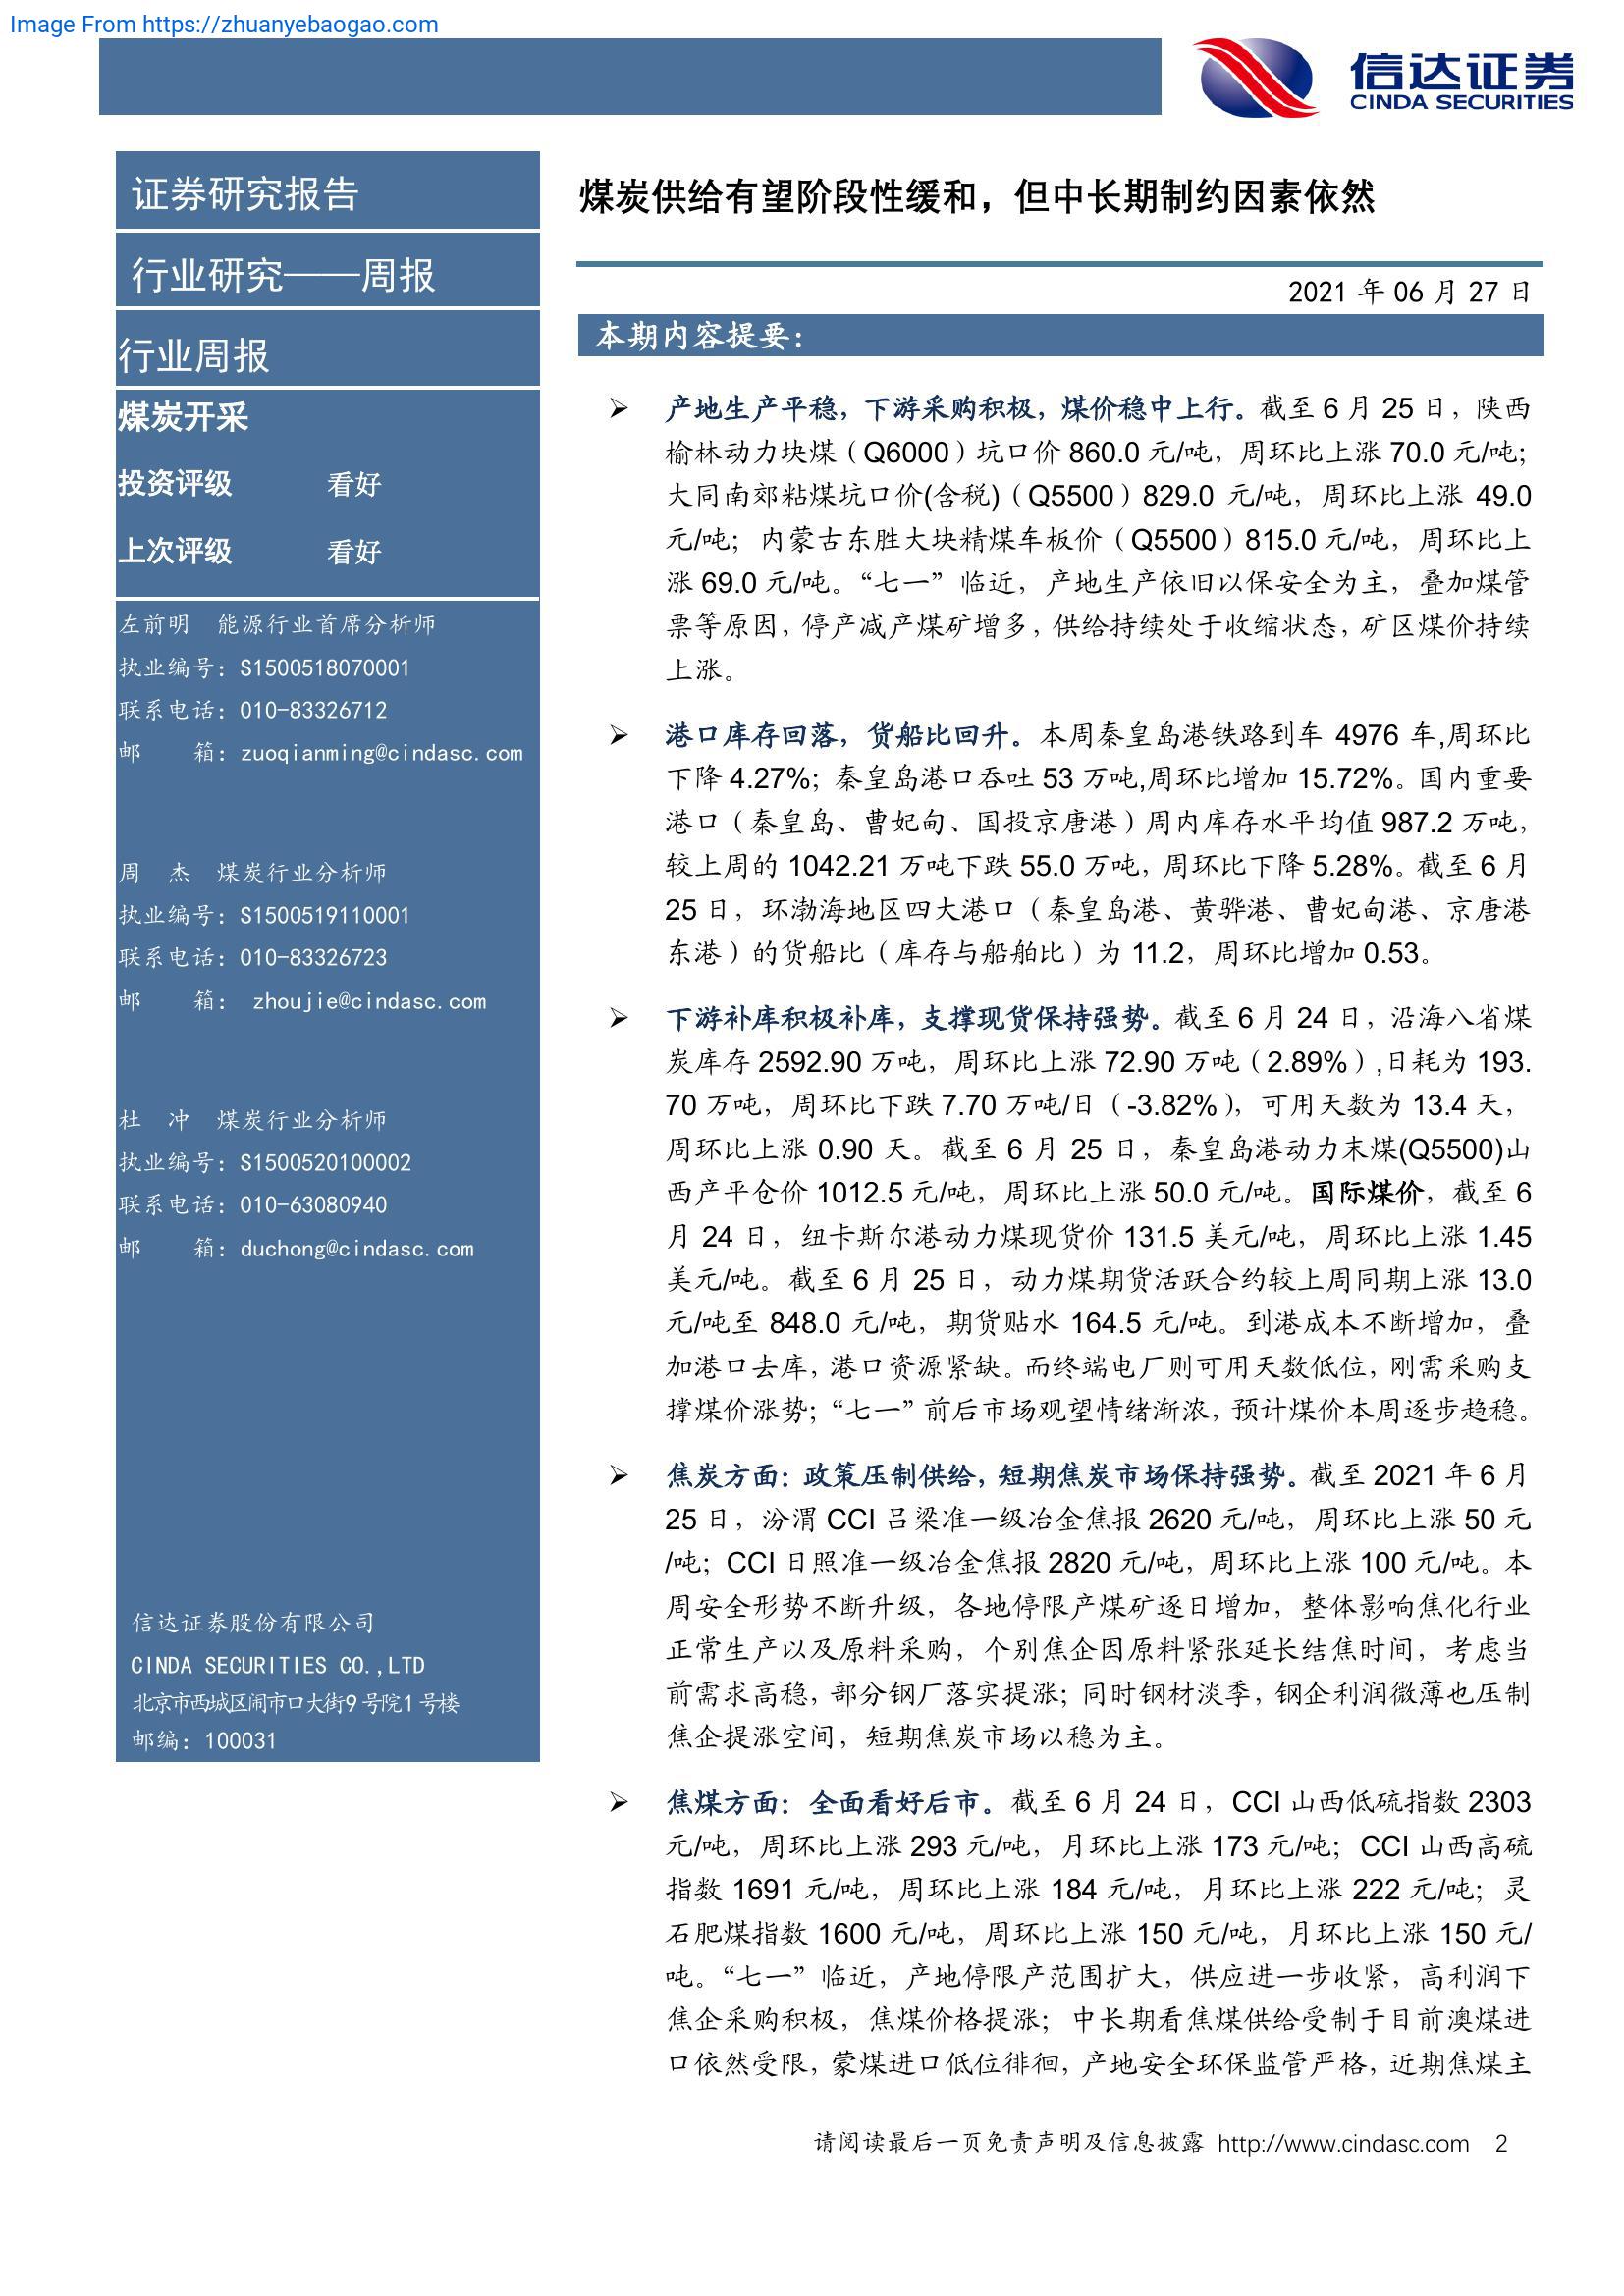 Image From https://zhuanyebaogao.com
信达证券
CINDA SECURITIES
证券研究报告
行业研究——周报
行业周报
煤炭开采
投资评级 看好
上次评级 看好
左前明 能源行业首席分析师
执业编号：S1500518070001
联系电话：010-83326712
邮 箱：zuoqianming@cindasc.com
周 杰 煤炭行业分析师
执业编号：S1500519110001
联系电话：010-83326723
邮 箱： zhoujie@cindasc.com
杜 冲 煤炭行业分析师
执业编号：S1500520100002
联系电话：010-63080940
邮 箱：duchong@cindasc.com
信达证券股份有限公司
CINDA SECURITIES CO.,LTD
北京市西城区闹市口大街9号院1号楼
邮编：100031
煤炭供给有望阶段性缓和，但中长期制约因素依然
2021 年 06 月 27 日
本期内容提要：
➢ 产地生产平稳，下游采购积极，煤价稳中上行。截至 6 月 25 日，陕西
榆林动力块煤（Q6000）坑口价 860.0 元/吨，周环比上涨 70.0 元/吨；
大同南郊粘煤坑口价(含税)（Q5500）829.0 元/吨，周环比上涨 49.0
元/吨；内蒙古东胜大块精煤车板价（Q5500）815.0 元/吨，周环比上
涨 69.0 元/吨。“七一”临近，产地生产依旧以保安全为主，叠加煤管
票等原因，停产减产煤矿增多，供给持续处于收缩状态，矿区煤价持续
上涨。
➢ 港口库存回落，货船比回升。本周秦皇岛港铁路到车 4976 车,周环比
下降 4.27%；秦皇岛港口吞吐 53 万吨,周环比增加 15.72%。国内重要
港口（秦皇岛、曹妃甸、国投京唐港）周内库存水平均值 987.2 万吨，
较上周的 1042.21 万吨下跌 55.0 万吨，周环比下降 5.28%。截至 6 月
25 日，环渤海地区四大港口（秦皇岛港、黄骅港、曹妃甸港、京唐港
东港）的货船比（库存与船舶比）为 11.2，周环比增加 0.53。
➢ 下游补库积极补库，支撑现货保持强势。截至 6 月 24 日，沿海八省煤
炭库存 2592.90 万吨，周环比上涨 72.90 万吨（2.89%）,日耗为 193.
70 万吨，周环比下跌 7.70 万吨/日（-3.82%），可用天数为 13.4 天，
周环比上涨 0.90 天。截至 6 月 25 日，秦皇岛港动力末煤(Q5500)山
西产平仓价 1012.5 元/吨，周环比上涨 50.0 元/吨。国际煤价，截至 6
月 24 日，纽卡斯尔港动力煤现货价 131.5 美元/吨，周环比上涨 1.45
美元/吨。截至 6 月 25 日，动力煤期货活跃合约较上周同期上涨 13.0
元/吨至 848.0 元/吨，期货贴水 164.5 元/吨。到港成本不断增加，叠
加港口去库，港口资源紧缺。而终端电厂则可用天数低位，刚需采购支
撑煤价涨势；“七一”前后市场观望情绪渐浓，预计煤价本周逐步趋稳。
➢ 焦炭方面：政策压制供给，短期焦炭市场保持强势。截至 2021 年 6 月
25 日，汾渭 CCI 吕梁准一级冶金焦报 2620 元/吨，周环比上涨 50 元
/吨；CCI 日照准一级冶金焦报 2820 元/吨，周环比上涨 100 元/吨。本
周安全形势不断升级，各地停限产煤矿逐日增加，整体影响焦化行业
正常生产以及原料采购，个别焦企因原料紧张延长结焦时间，考虑当
前需求高稳，部分钢厂落实提涨；同时钢材淡季，钢企利润微薄也压制
焦企提涨空间，短期焦炭市场以稳为主。
➢ 焦煤方面：全面看好后市。截至 6 月 24 日，CCI 山西低硫指数 2303
元/吨，周环比上涨 293 元/吨，月环比上涨 173 元/吨；CCI 山西高硫
指数 1691 元/吨，周环比上涨 184 元/吨，月环比上涨 222 元/吨；灵
石肥煤指数 1600 元/吨，周环比上涨 150 元/吨，月环比上涨 150 元/
吨。“七一”临近，产地停限产范围扩大，供应进一步收紧，高利润下
焦企采购积极，焦煤价格提涨；中长期看焦煤供给受制于目前澳煤进
口依然受限，蒙煤进口低位徘徊，产地安全环保监管严格，近期焦煤主
请阅读最后一页免责声明及信息披露 http://www.cindasc.com 2